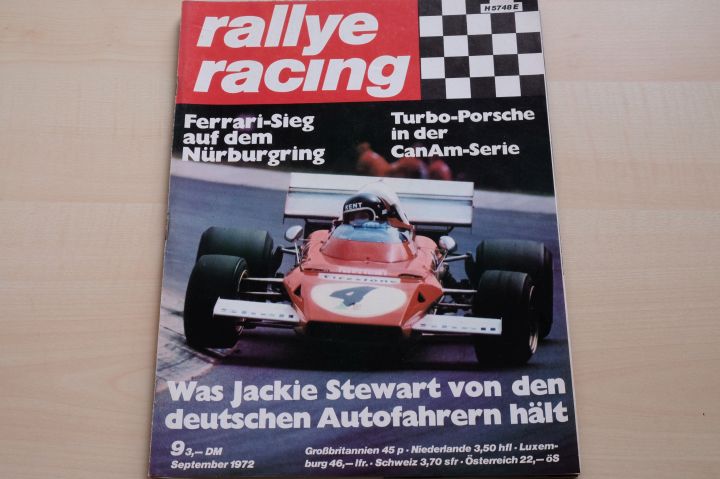 H 5748 E
rallye
racing
Ferrari-Sieg
auf dem
Nürburgring
Turbo-Porsche
in der
CanAm-Serie
KENT
Firestone
4
Was Jackie Stewart von den
deutschen Autofahrern hält
9 3,— DM
September 1972
Großbritannien 45 p · Niederlande 3,50 hfl · Luxem-
burg 46,— lfr. · Schweiz 3,70 sfr · Österreich 22,— öS